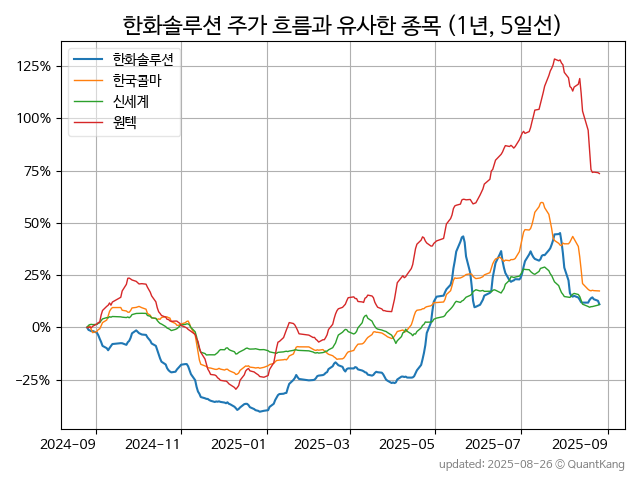 한화솔루션 주가 흐름과 유사한 종목 (1년, 5일선)
한화솔루션
한국콜마
신세계
원텍
125%
100%
75%
50%
25%
0%
−25%
2024-09 2024-11 2025-01 2025-03 2025-05 2025-07 2025-09
updated: 2025-08-26 © QuantKang